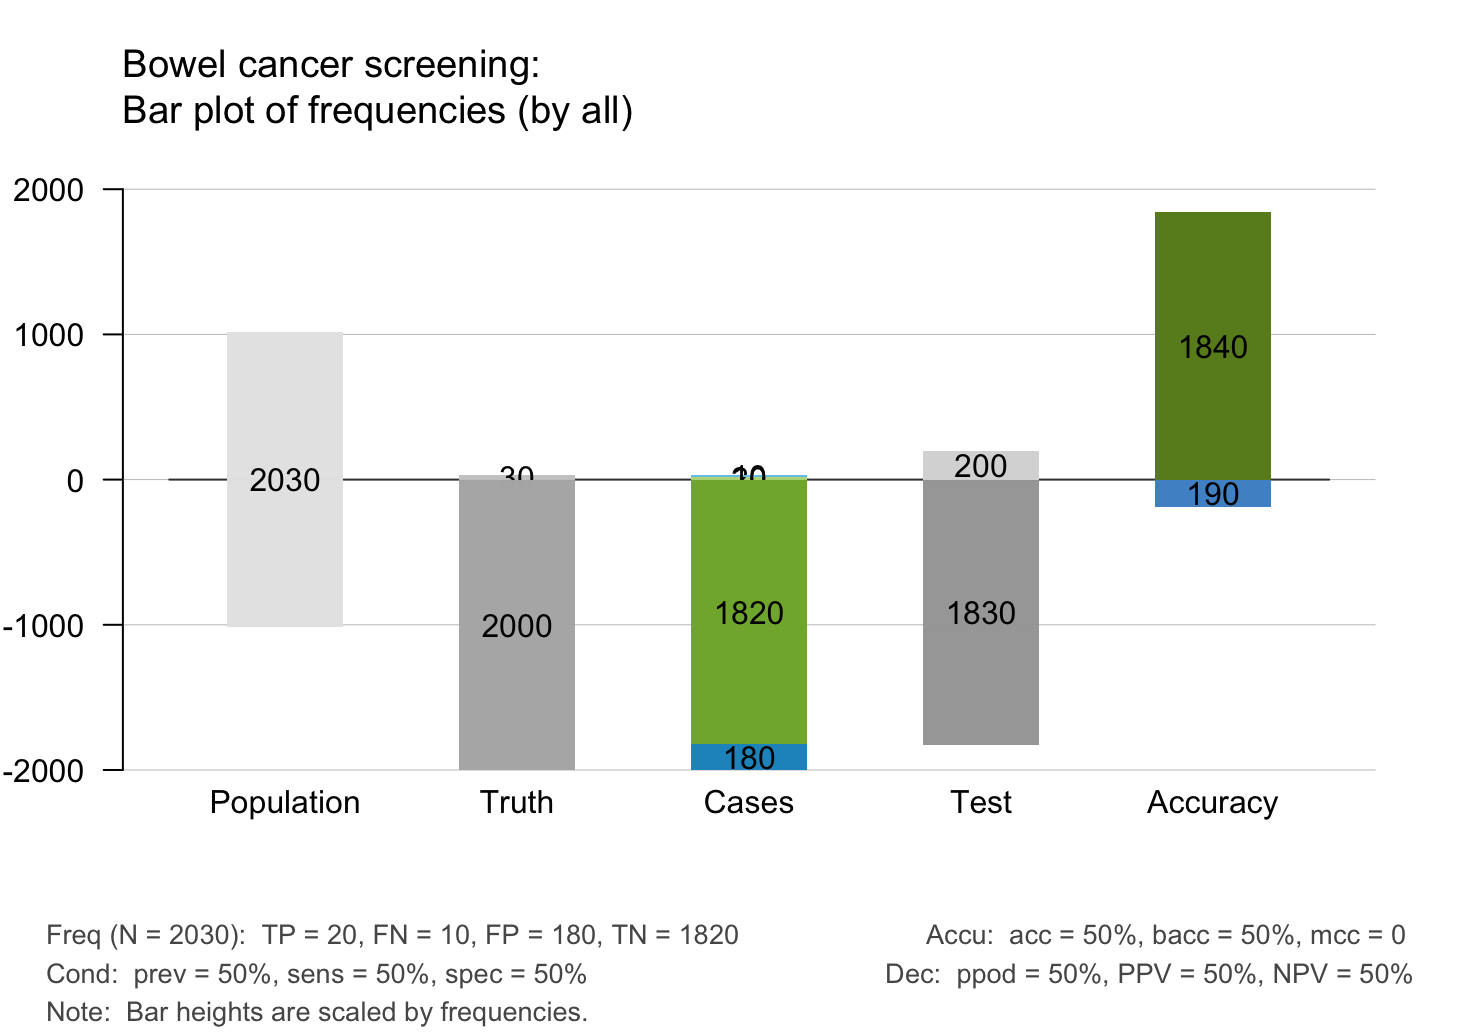 Bowel cancer screening:
Bar plot of frequencies (by all)
2000
1000
0
-1000
-2000
2030
30
2000
1820
180
200
1830
1840
190
Population
Truth
Cases
Test
Accuracy
Freq (N = 2030):  TP = 20, FN = 10, FP = 180, TN = 1820
Accu:  acc = 50%, bacc = 50%, mcc = 0
Cond:  prev = 50%, sens = 50%, spec = 50%
Dec:  ppod = 50%, PPV = 50%, NPV = 50%
Note:  Bar heights are scaled by frequencies.